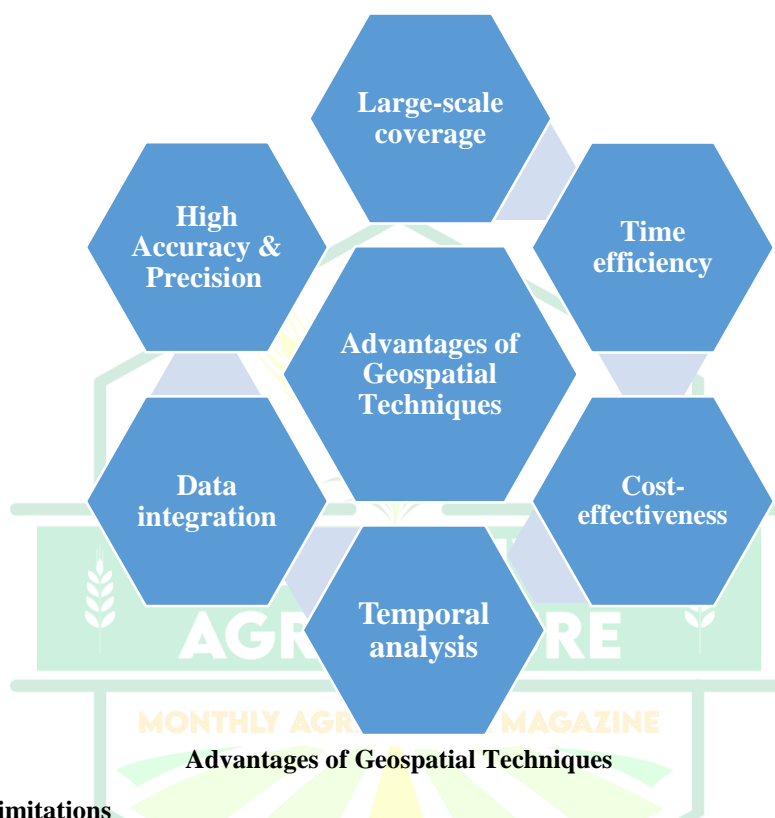 Large-scale
coverage
High
Accuracy &
Precision
Time
efficiency
Advantages of
Geospatial
Techniques
Data
integration
Cost-
effectiveness
Temporal
analysis
MONTHLY MAGAZINE
Advantages of Geospatial Techniques
imitations